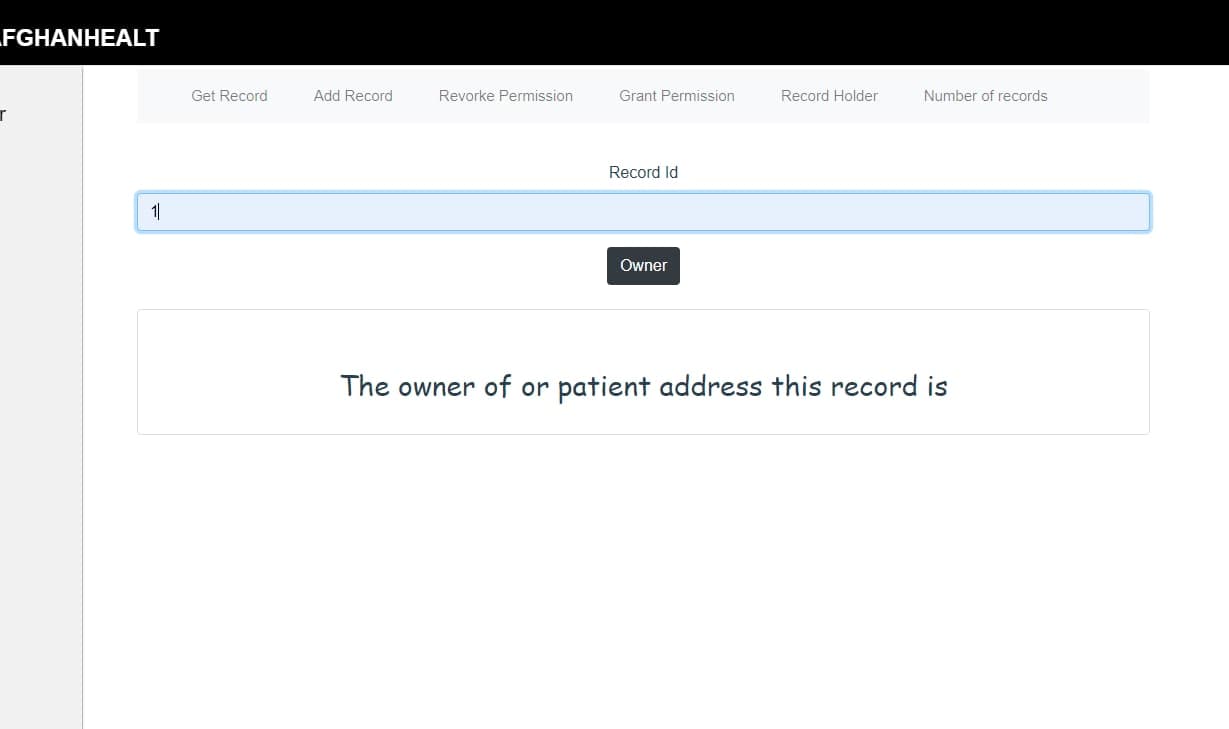 FGHANHEALT
r
Get Record Add Record Revorke Permission Grant Permission Record Holder Number of records
Record Id
1
Owner
The owner of or patient address this record is